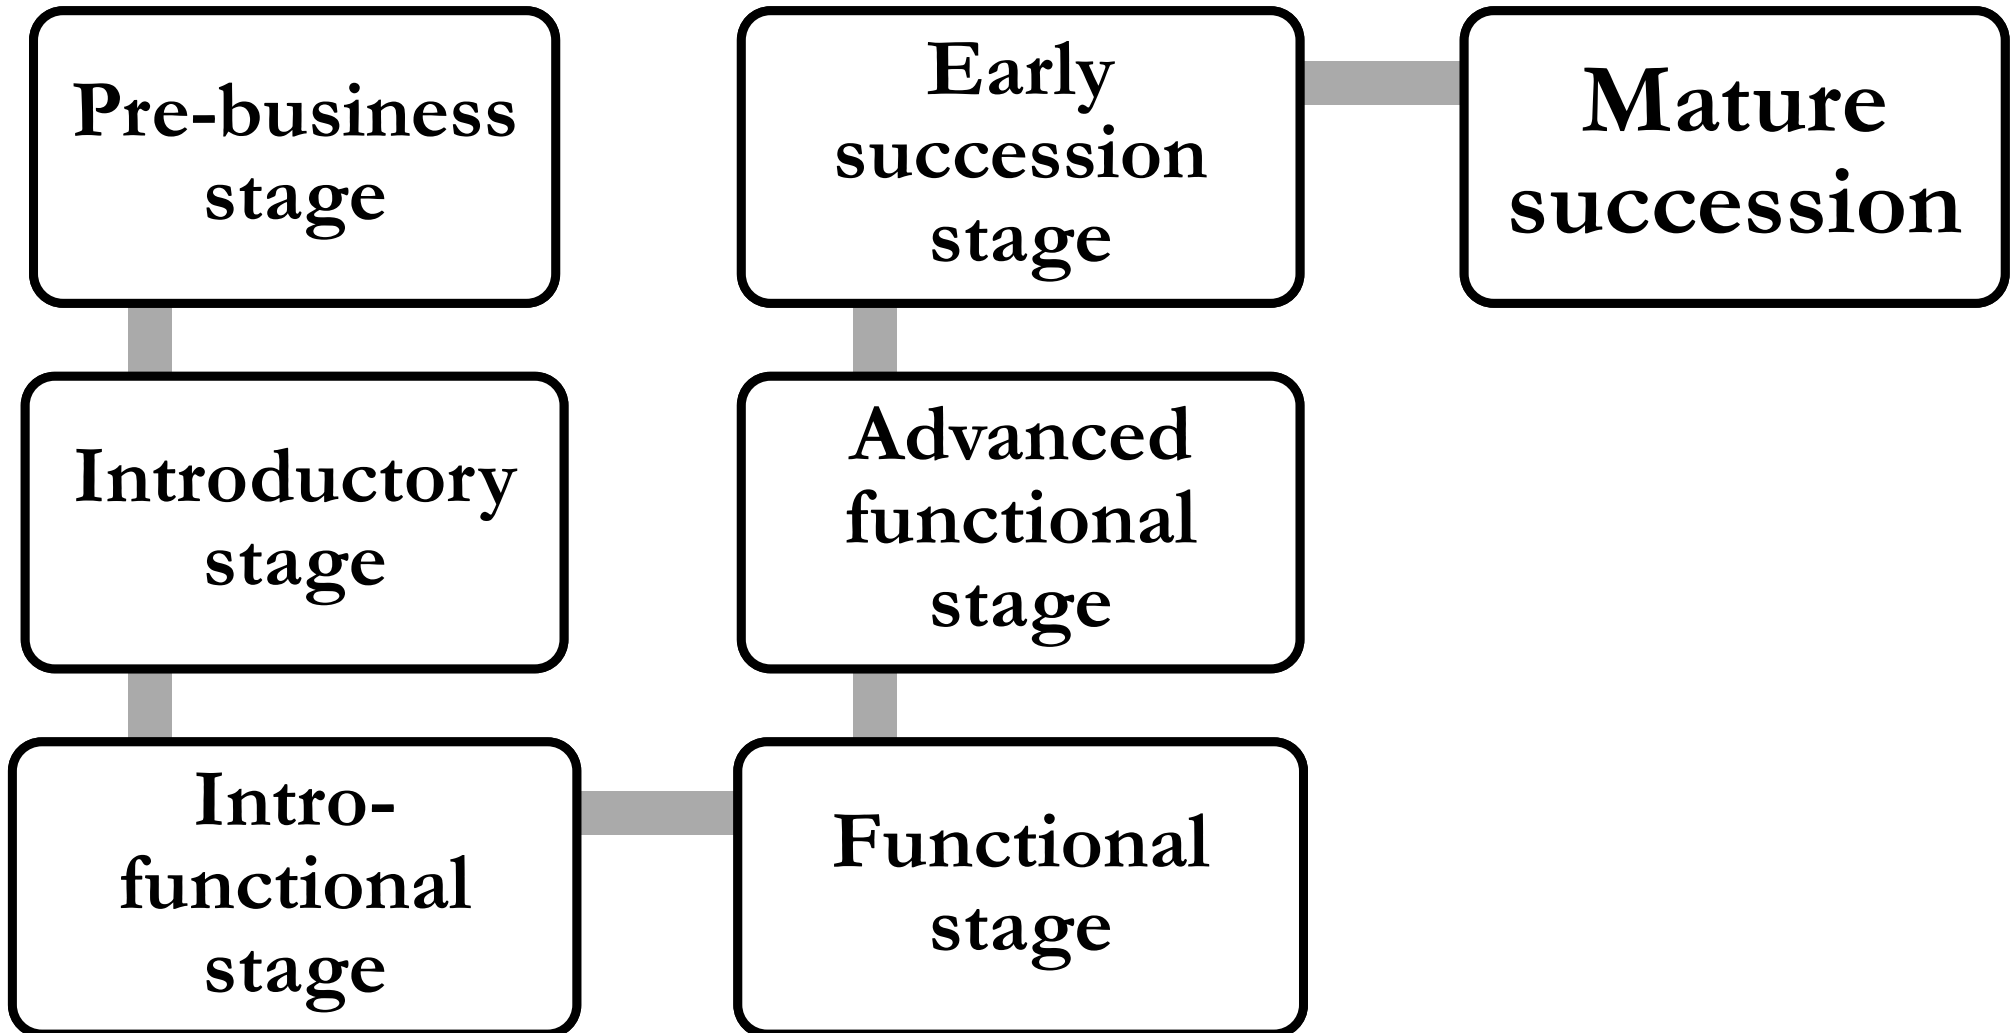 Pre-business
stage
Introductory
stage
Intro-
functional
stage
Functional
stage
Advanced
functional
stage
Early
succession
stage
Mature
succession